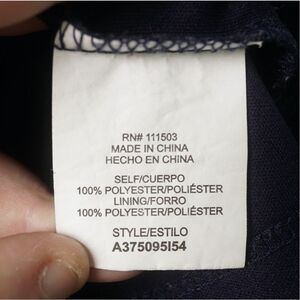 RN# 111503
MADE IN CHINA
HECHO EN CHINA
SELF/CUERPO
100% POLYESTER/POLIÉSTER
LINING/FORRO
100% POLYESTER/POLIÉSTER
STYLE/ESTILO
A375095I54